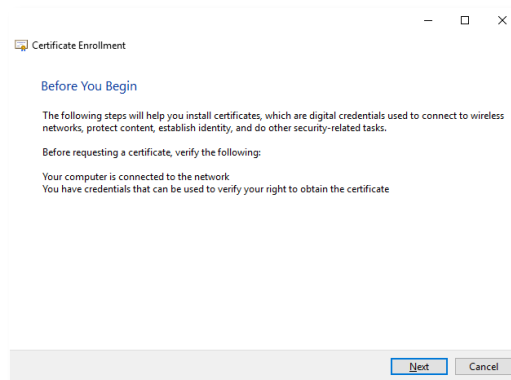 Certificate Enrollment
Before You Begin
The following steps will help you install certificates, which are digital credentials used to connect to wireless
networks, protect content, establish identity, and do other security-related tasks.
Before requesting a certificate, verify the following:
Your computer is connected to the network
You have credentials that can be used to verify your right to obtain the certificate
Next
Cancel